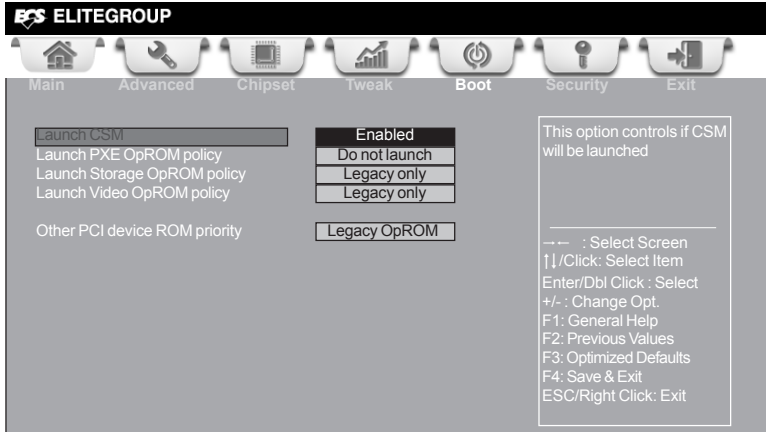 ECS ELITEGROUP
Main Advanced Chipset Tweak Boot Security Exit
Launch CSM Enabled
Launch PXE OpROM policy Do not launch
Launch Storage OpROM policy Legacy only
Launch Video OpROM policy Legacy only
Other PCI device ROM priority Legacy OpROM
This option controls if CSM
will be launched
→← : Select Screen
↑↓/Click: Select Item
Enter/Dbl Click : Select
+/- : Change Opt.
F1: General Help
F2: Previous Values
F3: Optimized Defaults
F4: Save & Exit
ESC/Right Click: Exit